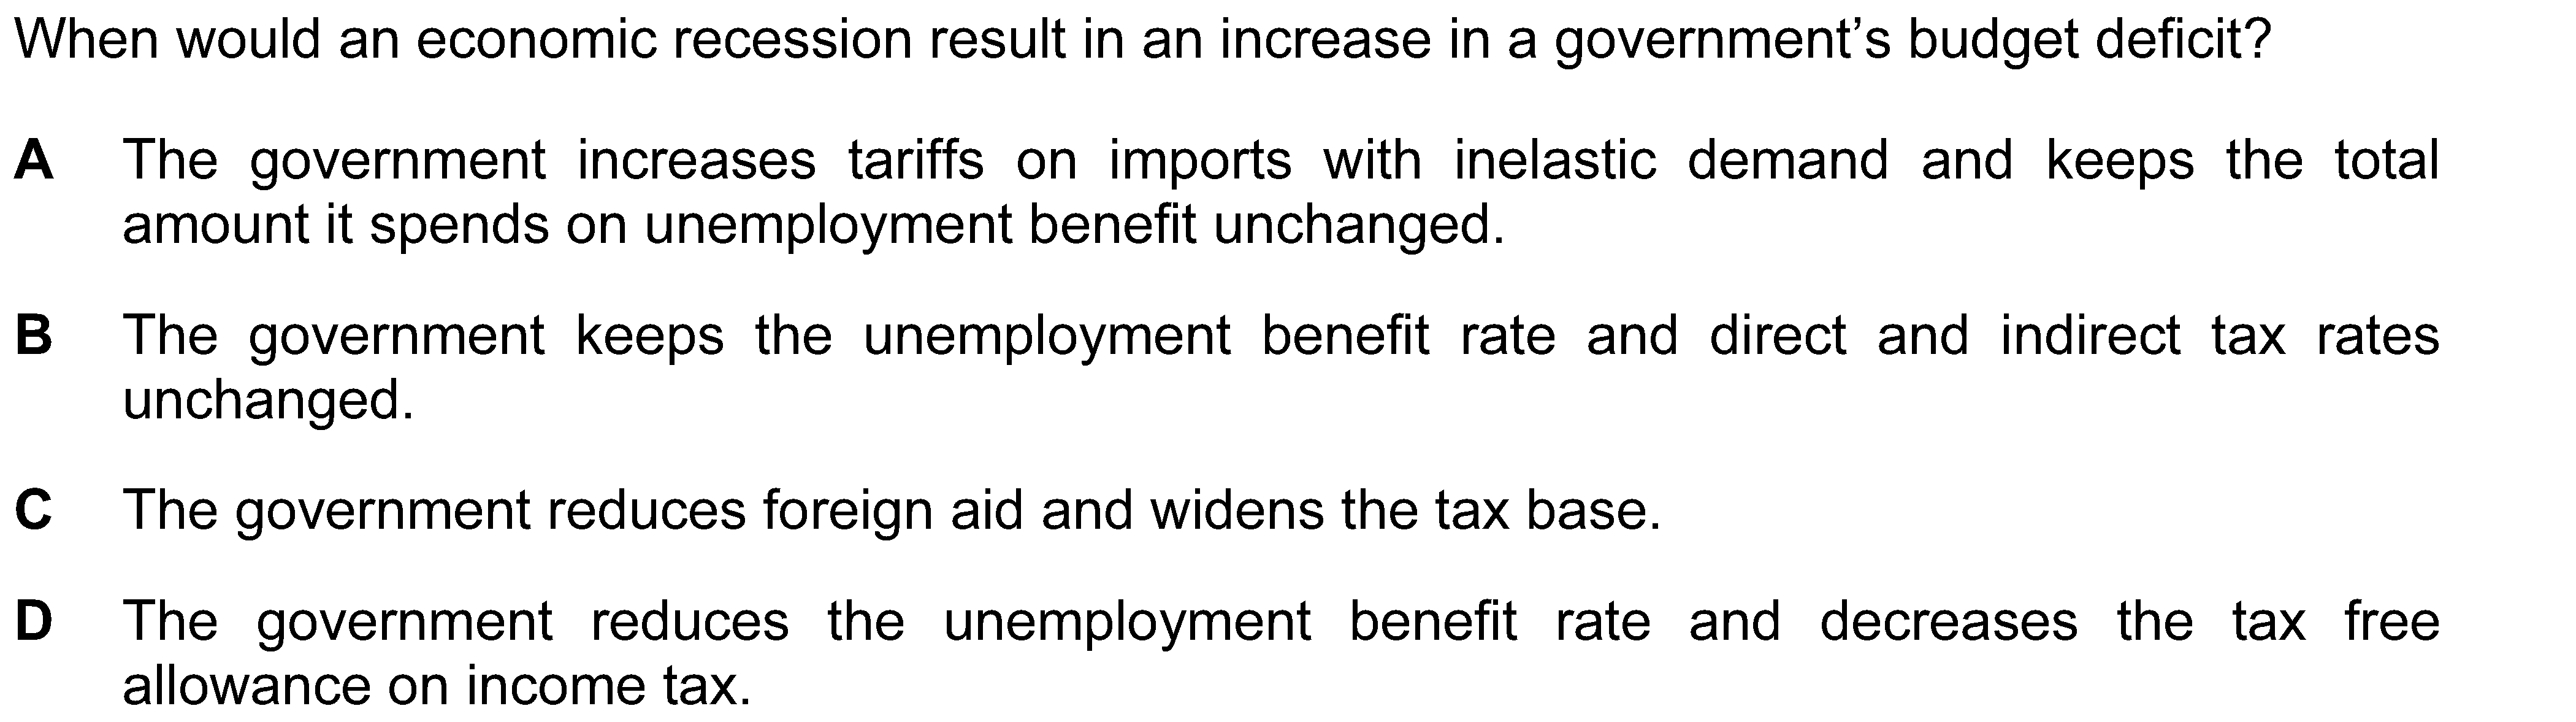 When would an economic recession result in an increase in a government’s budget deficit?
A The government increases tariffs on imports with inelastic demand and keeps the total
amount it spends on unemployment benefit unchanged.
B The government keeps the unemployment benefit rate and direct and indirect tax rates
unchanged.
C The government reduces foreign aid and widens the tax base.
D The government reduces the unemployment benefit rate and decreases the tax free
allowance on income tax.